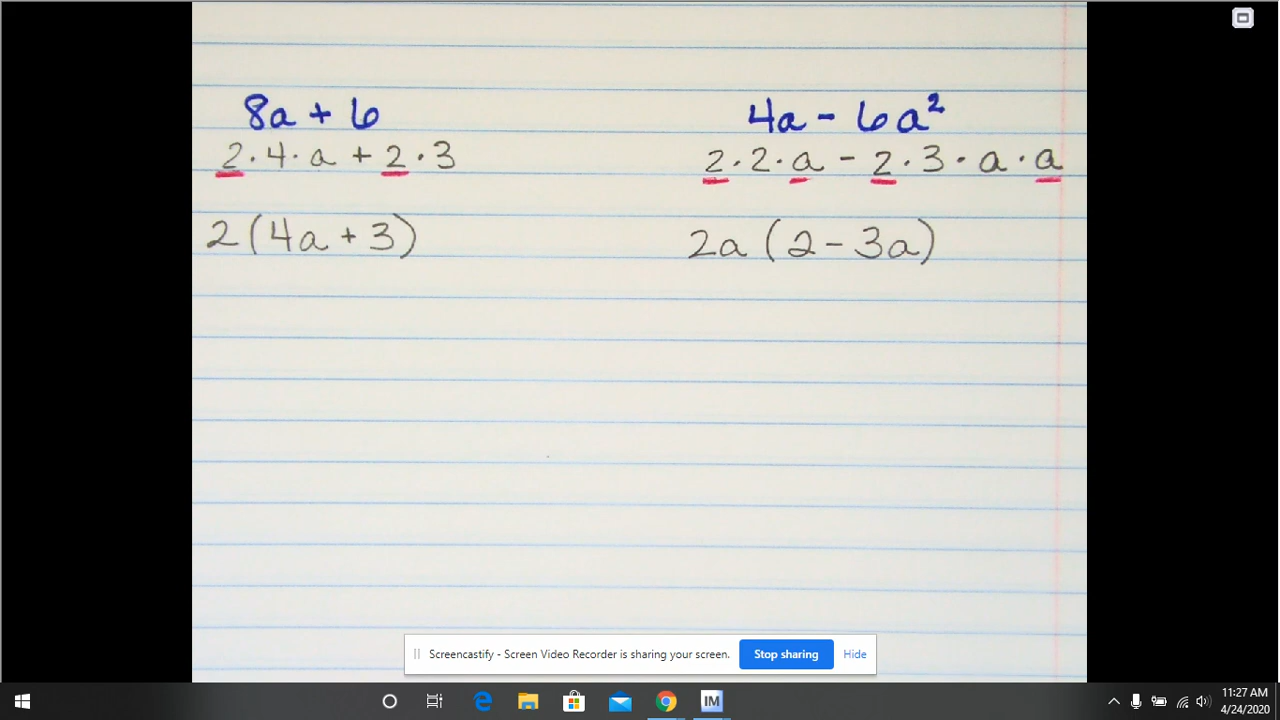 8a + 6
2 · 4 · a + 2 · 3
2(4a + 3)
4a - 6a²
2 · 2 · a - 2 · 3 · a · a
2a(2 - 3a)
Screencastify - Screen Video Recorder is sharing your screen.
Stop sharing
Hide
IM
11:27 AM
4/24/2020